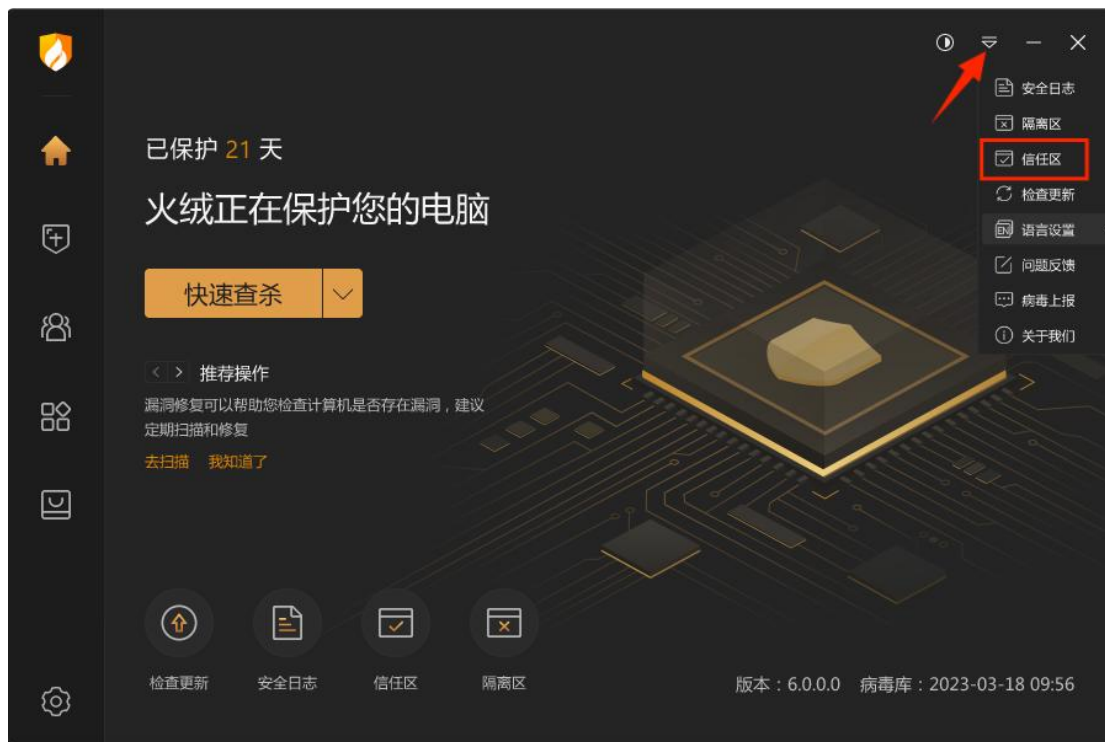 安全日志
隔离区
信任区
检查更新
EN 语言设置
问题反馈
病毒上报
关于我们
已保护 21 天
火绒正在保护您的电脑
快速查杀
推荐操作
漏洞修复可以帮助您检查计算机是否存在漏洞，建议
定期扫描和修复
去扫描 我知道了
检查更新 安全日志 信任区 隔离区
版本：6.0.0.0 病毒库：2023-03-18 09:56